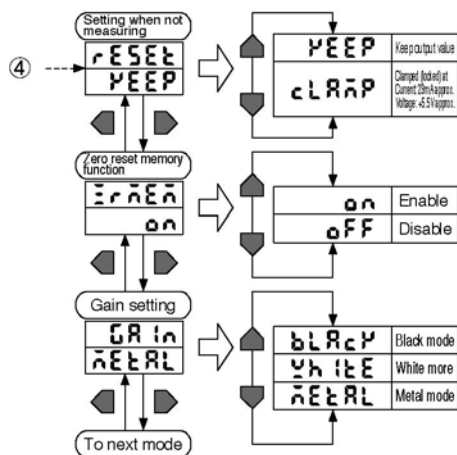 Setting when not measuring
④
rESEt
KEEP
KEEP
Keep output value
cLAmP
Clamped (locked) at
Current: 23mA approx.
Voltage: +5.5V approx.
Zero reset memory function
ZrmEm
on
on
Enable
oFF
Disable
Gain setting
GAIn
mEtAL
bLAcK
Black mode
WhItE
White more
mEtAL
Metal mode
To next mode